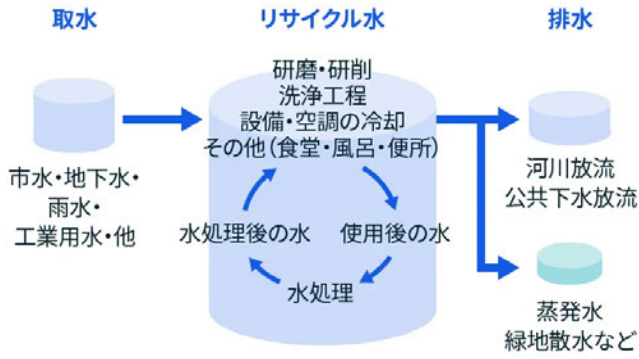 取水
市水・地下水・
雨水・
工業用水・他
リサイクル水
研磨・研削
洗浄工程
設備・空調の冷却
その他（食堂・風呂・便所）
水処理後の水
使用後の水
水処理
排水
河川放流
公共下水放流
蒸発水
緑地散水など